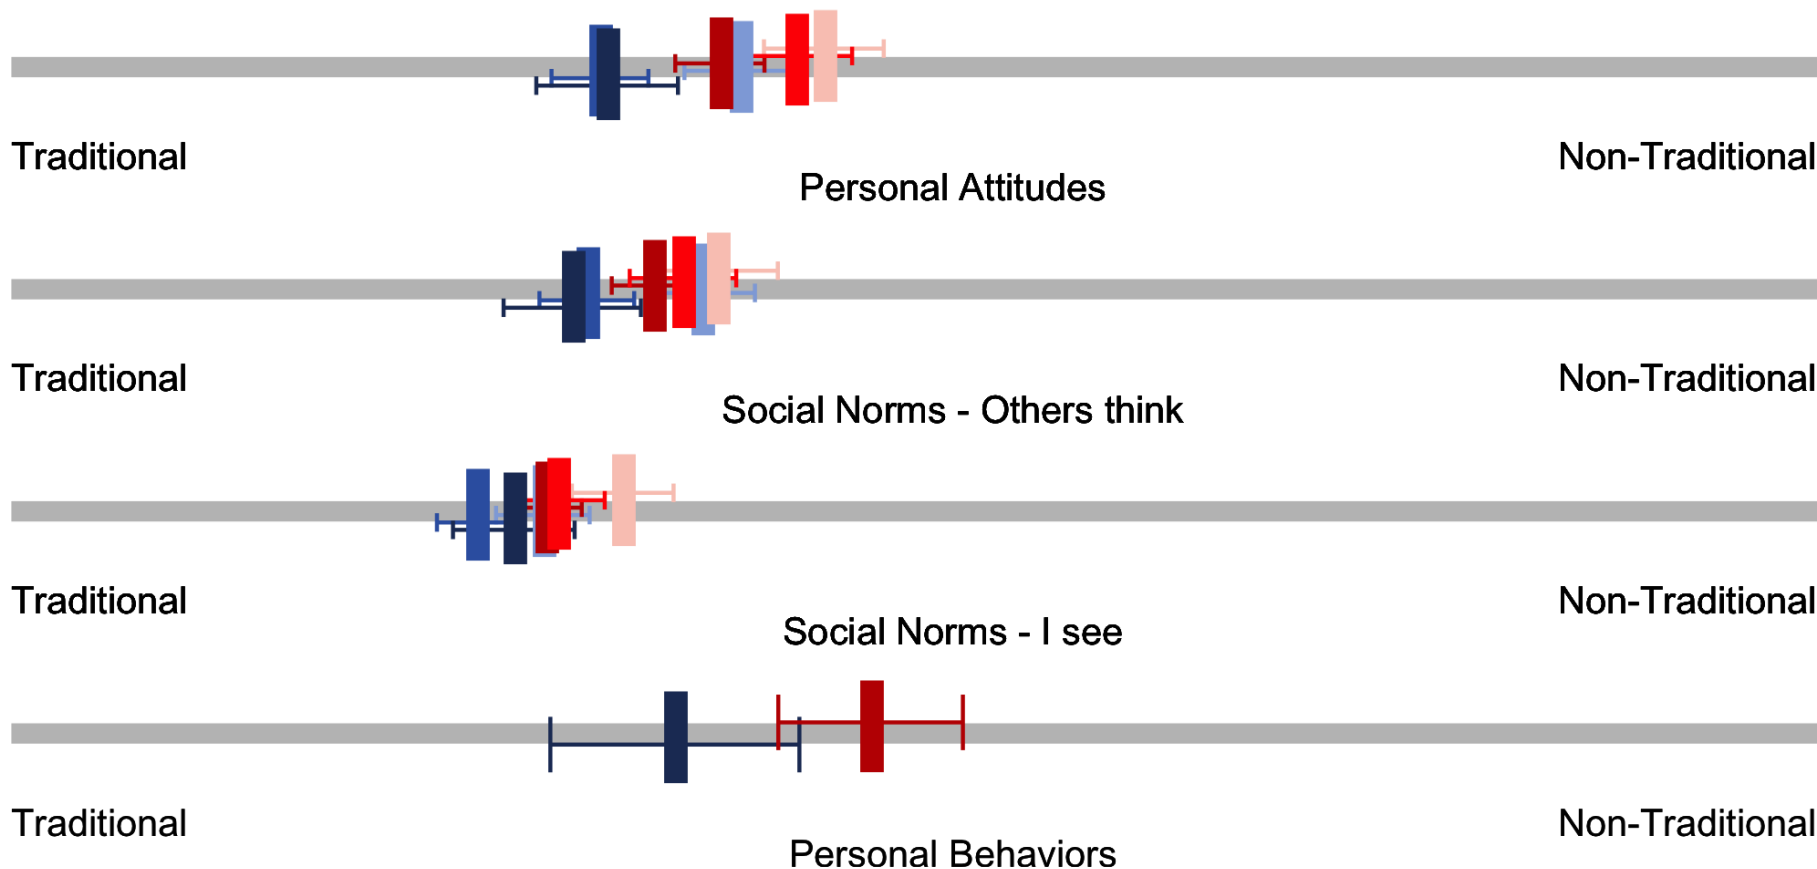 Traditional
Non-Traditional
Personal Attitudes
Traditional
Non-Traditional
Social Norms - Others think
Traditional
Non-Traditional
Social Norms - I see
Traditional
Non-Traditional
Personal Behaviors